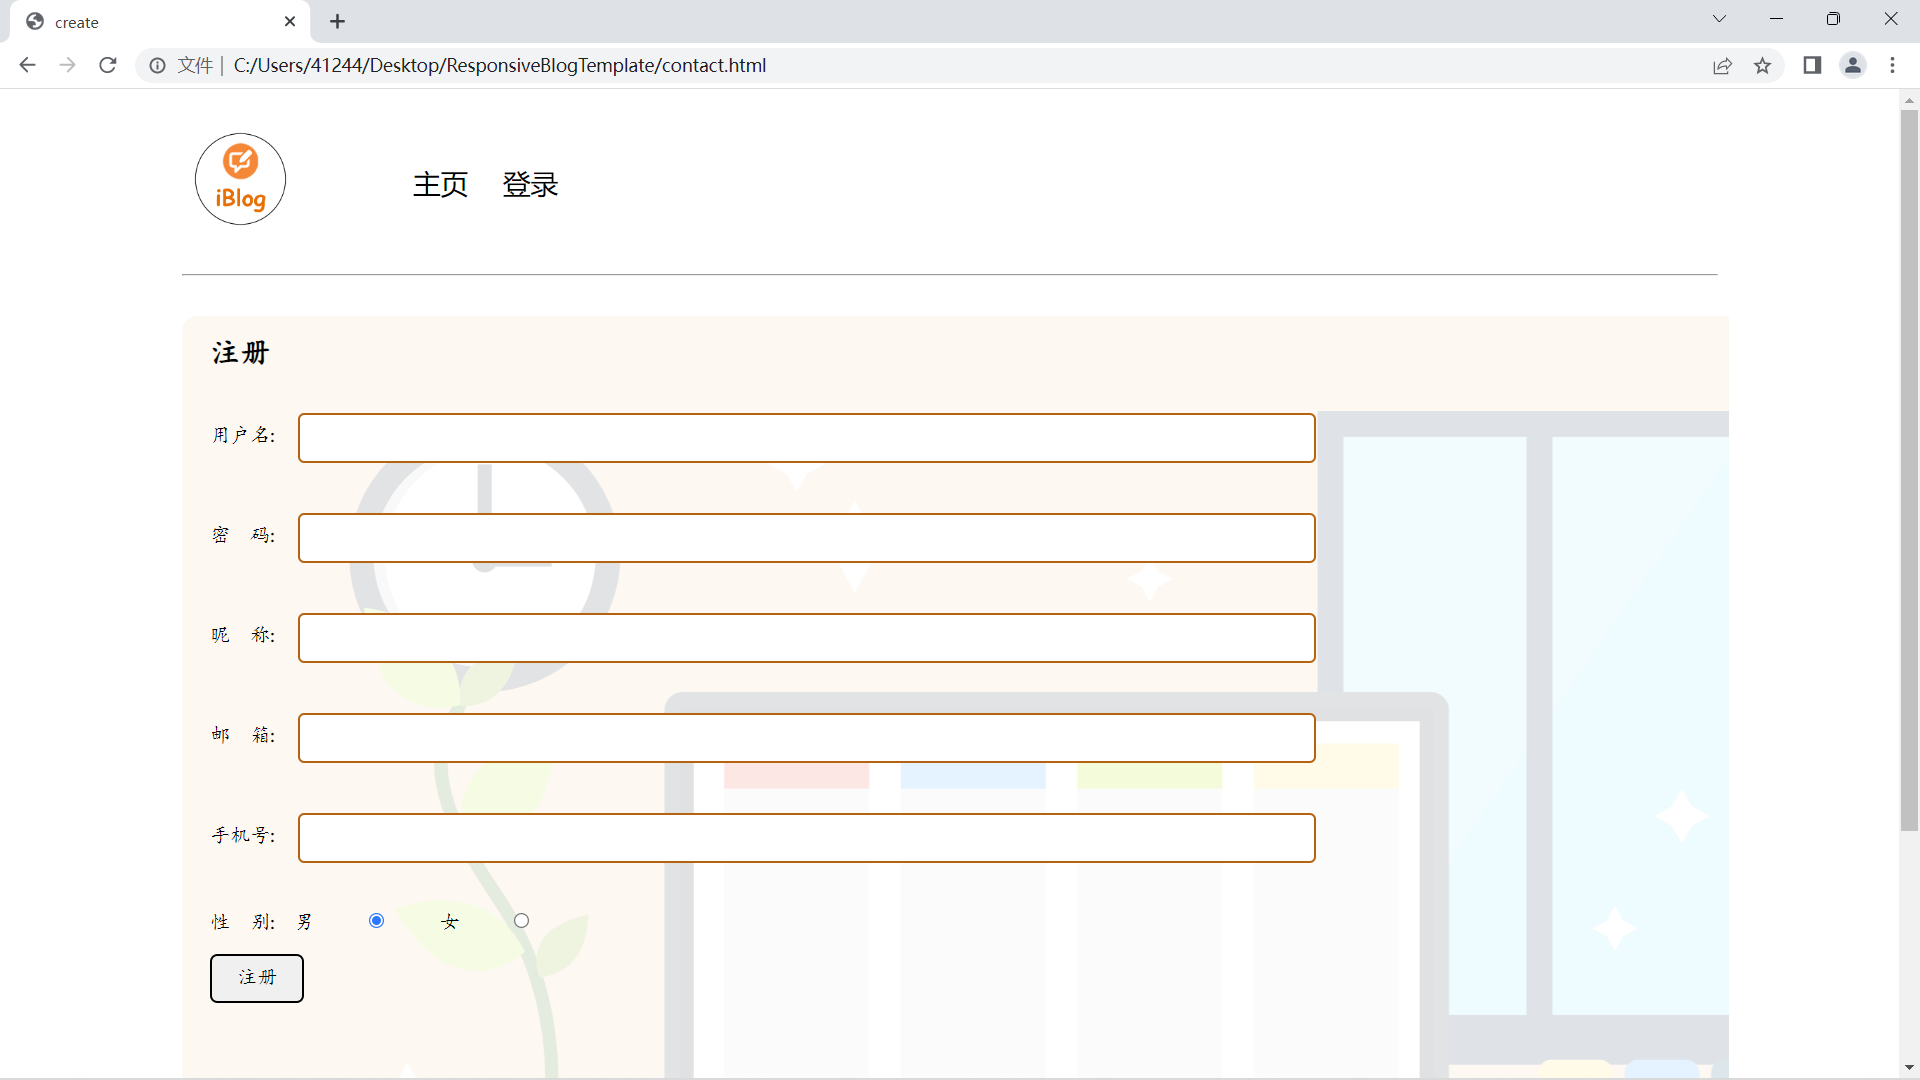 create
文件 | C:/Users/41244/Desktop/ResponsiveBlogTemplate/contact.html
iBlog
主页 登录
注册
用户名:
密 码:
昵 称:
邮 箱:
手机号:
性 别: 男 女
注册